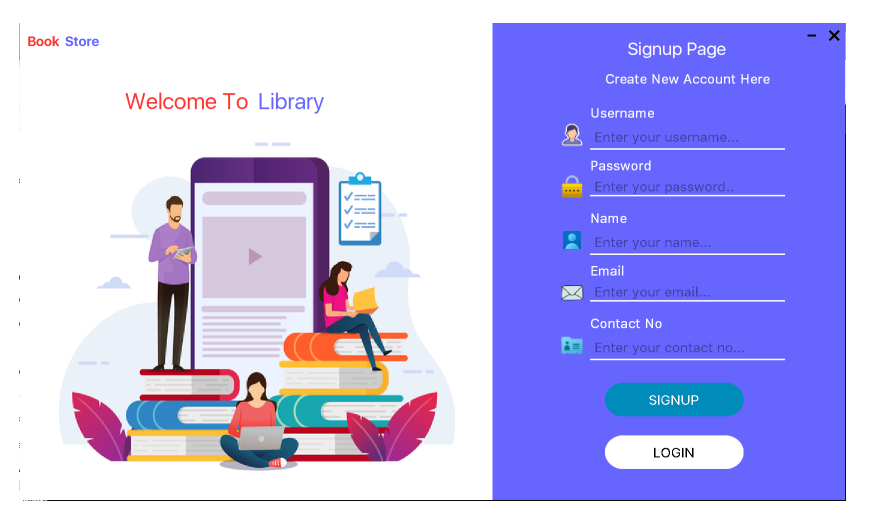 Book Store
Welcome To Library
Signup Page
Create New Account Here
Username
Enter your username...
Password
Enter your password..
Name
Enter your name...
Email
Enter your email...
Contact No
Enter your contact no...
SIGNUP
LOGIN